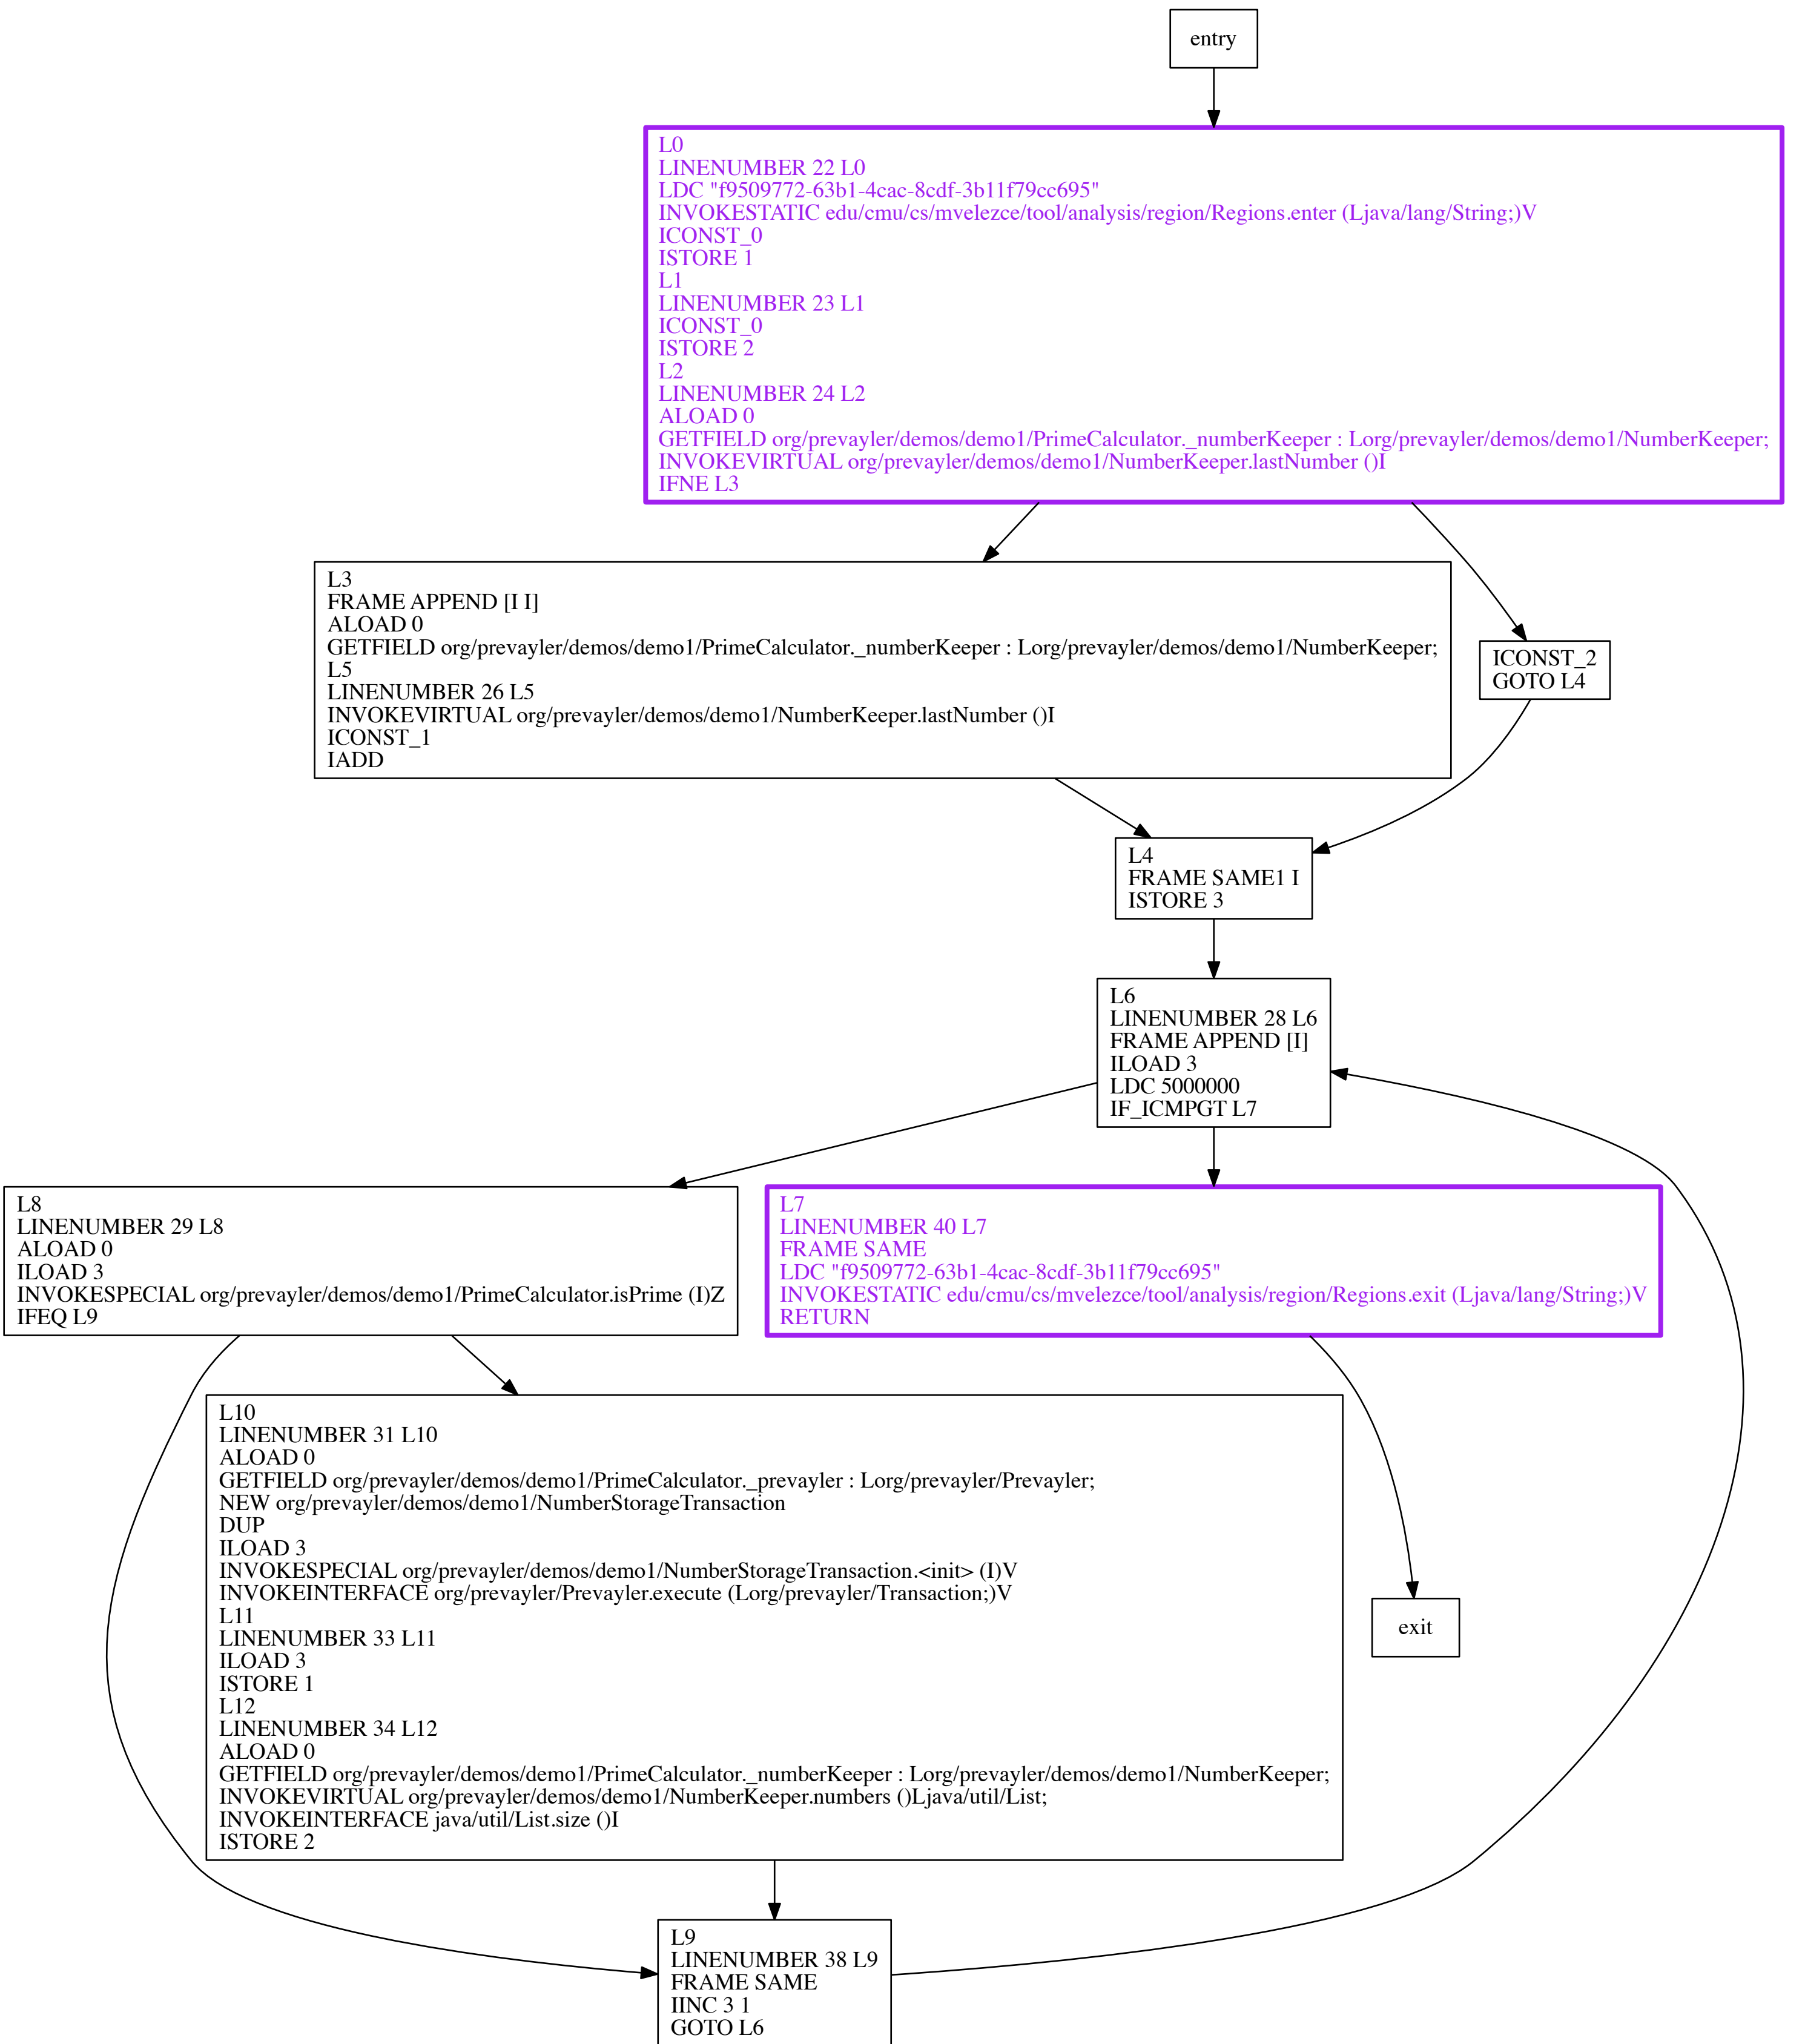 entry
L0
LINENUMBER 22 L0
LDC "f9509772-63b1-4cac-8cdf-3b11f79cc695"
INVOKESTATIC edu/cmu/cs/mvelezce/tool/analysis/region/Regions.enter (Ljava/lang/String;)V
ICONST_0
ISTORE 1
L1
LINENUMBER 23 L1
ICONST_0
ISTORE 2
L2
LINENUMBER 24 L2
ALOAD 0
GETFIELD org/prevayler/demos/demo1/PrimeCalculator._numberKeeper : Lorg/prevayler/demos/demo1/NumberKeeper;
INVOKEVIRTUAL org/prevayler/demos/demo1/NumberKeeper.lastNumber ()I
IFNE L3
L3
FRAME APPEND [I I]
ALOAD 0
GETFIELD org/prevayler/demos/demo1/PrimeCalculator._numberKeeper : Lorg/prevayler/demos/demo1/NumberKeeper;
L5
LINENUMBER 26 L5
INVOKEVIRTUAL org/prevayler/demos/demo1/NumberKeeper.lastNumber ()I
ICONST_1
IADD
ICONST_2
GOTO L4
L4
FRAME SAME1 I
ISTORE 3
L6
LINENUMBER 28 L6
FRAME APPEND [I]
ILOAD 3
LDC 5000000
IF_ICMPGT L7
L8
LINENUMBER 29 L8
ALOAD 0
ILOAD 3
INVOKESPECIAL org/prevayler/demos/demo1/PrimeCalculator.isPrime (I)Z
IFEQ L9
L7
LINENUMBER 40 L7
FRAME SAME
LDC "f9509772-63b1-4cac-8cdf-3b11f79cc695"
INVOKESTATIC edu/cmu/cs/mvelezce/tool/analysis/region/Regions.exit (Ljava/lang/String;)V
RETURN
L10
LINENUMBER 31 L10
ALOAD 0
GETFIELD org/prevayler/demos/demo1/PrimeCalculator._prevayler : Lorg/prevayler/Prevayler;
NEW org/prevayler/demos/demo1/NumberStorageTransaction
DUP
ILOAD 3
INVOKESPECIAL org/prevayler/demos/demo1/NumberStorageTransaction.<init> (I)V
INVOKEINTERFACE org/prevayler/Prevayler.execute (Lorg/prevayler/Transaction;)V
L11
LINENUMBER 33 L11
ILOAD 3
ISTORE 1
L12
LINENUMBER 34 L12
ALOAD 0
GETFIELD org/prevayler/demos/demo1/PrimeCalculator._numberKeeper : Lorg/prevayler/demos/demo1/NumberKeeper;
INVOKEVIRTUAL org/prevayler/demos/demo1/NumberKeeper.numbers ()Ljava/util/List;
INVOKEINTERFACE java/util/List.size ()I
ISTORE 2
exit
L9
LINENUMBER 38 L9
FRAME SAME
IINC 3 1
GOTO L6